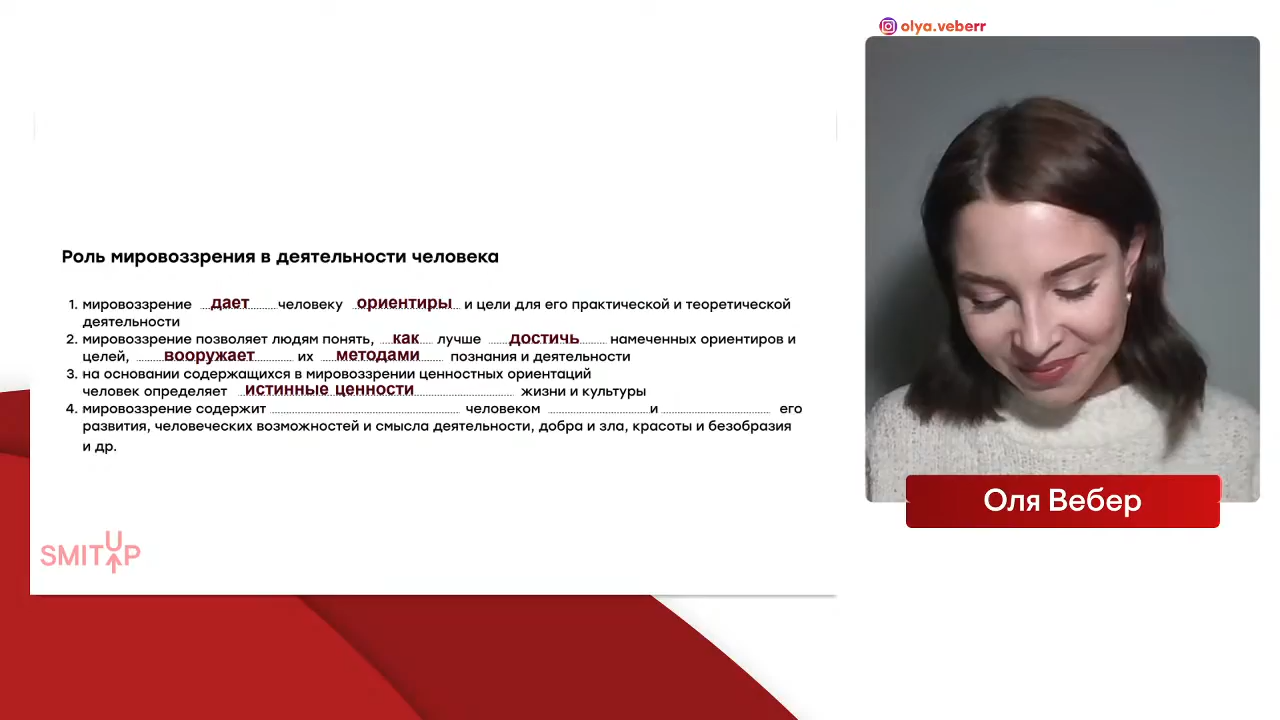 olya.veberr
Роль мировоззрения в деятельности человека
1. мировоззрение дает человеку ориентиры и цели для его практической и теоретической
деятельности
2. мировоззрение позволяет людям понять, как лучше достичь намеченных ориентиров и
целей, вооружает их методами познания и деятельности
3. на основании содержащихся в мировоззрении ценностных ориентаций
человек определяет истинные ценности жизни и культуры
4. мировоззрение содержит человеком и его
развития, человеческих возможностей и смысла деятельности, добра и зла, красоты и безобразия
и др.
Оля Вебер
SMITUP